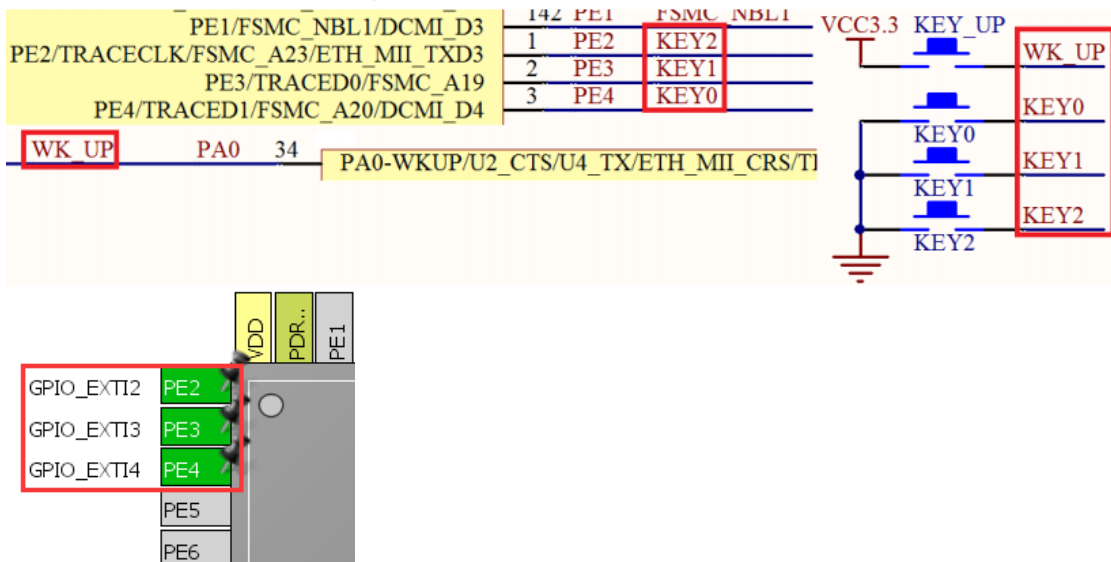 PE1/FSMC_NBL1/DCMI_D3 142 PE1 FSMC_NBL1
PE2/TRACECLK/FSMC_A23/ETH_MII_TXD3 1 PE2 KEY2
PE3/TRACED0/FSMC_A19 2 PE3 KEY1
PE4/TRACED1/FSMC_A20/DCMI_D4 3 PE4 KEY0
WK_UP PA0 34 PA0-WKUP/U2_CTS/U4_TX/ETH_MII_CRS/TI
VCC3.3 KEY_UP
WK_UP
KEY0
KEY0
KEY1
KEY1
KEY2
KEY2
VDD PDR.. PE1
GPIO_EXTI2 PE2
GPIO_EXTI3 PE3
GPIO_EXTI4 PE4
PE5
PE6